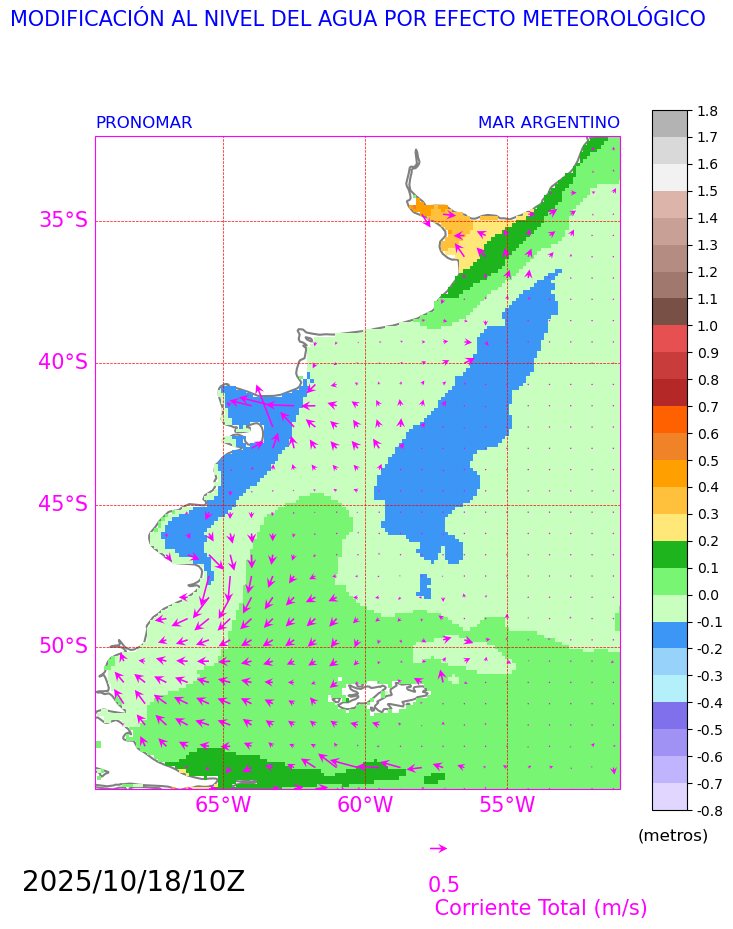 MODIFICACIÓN AL NIVEL DEL AGUA POR EFECTO METEOROLÓGICO
PRONOMAR
MAR ARGENTINO
1.8
1.7
1.6
1.5
1.4
1.3
1.2
1.1
1.0
0.9
0.8
0.7
0.6
0.5
0.4
0.3
0.2
0.1
0.0
-0.1
-0.2
-0.3
-0.4
-0.5
-0.6
-0.7
-0.8
(metros)
35°S
40°S
45°S
50°S
65°W 60°W 55°W
2025/10/18/10Z
0.5
Corriente Total (m/s)